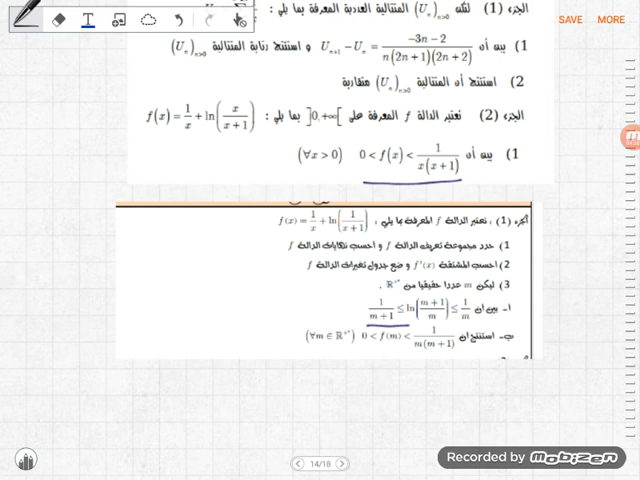 SAVE MORE
الجزء (1) لتكن (U_n)_{n>0} المتتالية العددية المعرفة بما يلي :
(1 بين أن U_{n+1} − U_n = (−3n − 2) / (n(2n + 1)(2n + 2)) و استنتج رتابة المتتالية (U_n)_{n>0}
(2 استنتج أن المتتالية (U_n)_{n>0} متقاربة
الجزء (2) نعتبر الدالة f المعرفة على ]0,+∞[ بما يلي : f(x) = 1/x + ln(x/(x+1))
(1 بين أن 0 < f(x) < 1/(x(x+1)) (∀x > 0)
الجزء (1) : نعتبر الدالة f المعرفة بما يلي : f(x) = 1/x + ln(1/(x+1))
(1 حدد مجموعة تعريف الدالة f و احسب نهايات الدالة f
(2 احسب المشتقة f'(x) و ضع جدول تغيرات الدالة f
(3 ليكن m عددا حقيقيا من ℝ^{+*} .
أ- بين أن 1/(m+1) ≤ ln((m+1)/m) ≤ 1/m
ب- استنتج أن 0 < f(m) < 1/(m(m+1)) (∀m ∈ ℝ^{+*})
14/18
Recorded by mobizen